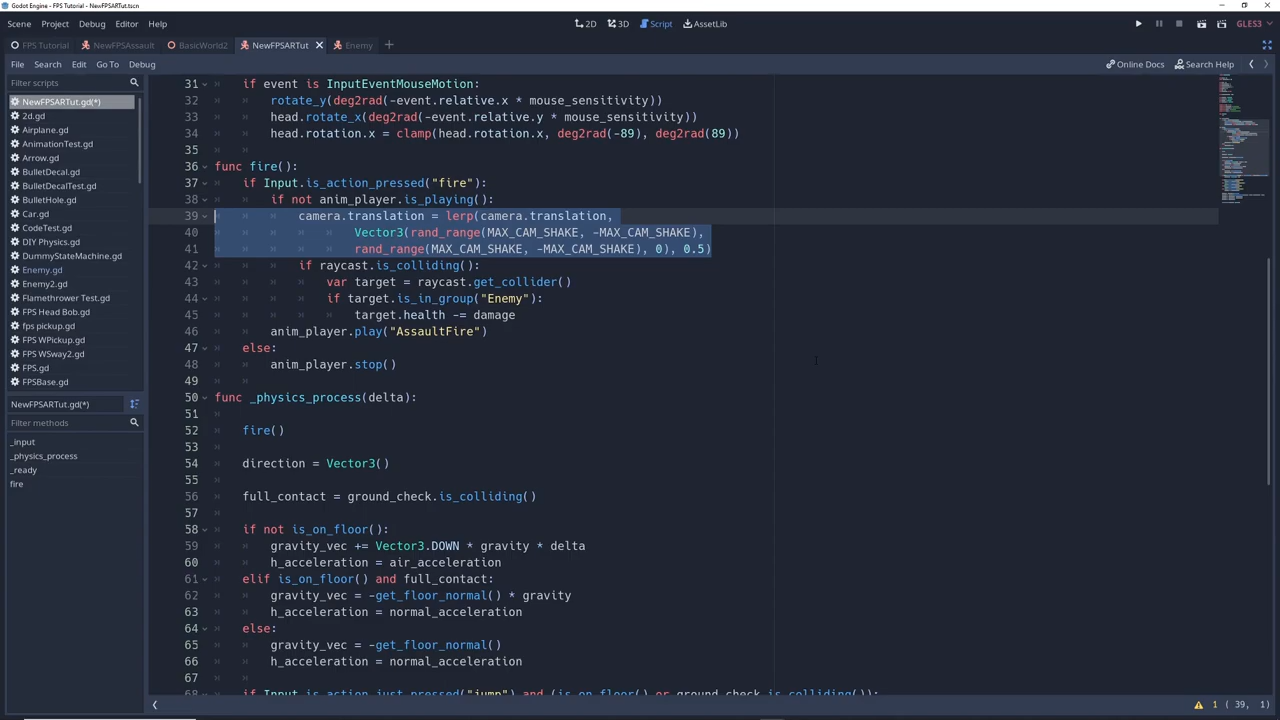 Godot Engine - FPS Tutorial - NewFPSARTut.tscn
Scene Project Debug Editor Help
2D 3D Script AssetLib
GLES3
FPS Tutorial NewFPSAssault BasicWorld2 NewFPSARTut Enemy
File Search Edit Go To Debug
Online Docs Search Help
Filter scripts
NewFPSARTut.gd(*)
2d.gd
Airplane.gd
AnimationTest.gd
Arrow.gd
BulletDecal.gd
BulletDecalTest.gd
BulletHole.gd
Car.gd
CodeTest.gd
DIY Physics.gd
DummyStateMachine.gd
Enemy.gd
Enemy2.gd
Flamethrower Test.gd
FPS Head Bob.gd
fps pickup.gd
FPS WPickup.gd
FPS WSway2.gd
FPS.gd
FPSBase.gd
NewFPSARTut.gd(*)
Filter methods
_input
_physics_process
_ready
fire
31 if event is InputEventMouseMotion:
32 rotate_y(deg2rad(-event.relative.x * mouse_sensitivity))
33 head.rotate_x(deg2rad(-event.relative.y * mouse_sensitivity))
34 head.rotation.x = clamp(head.rotation.x, deg2rad(-89), deg2rad(89))
35
36 func fire():
37 if Input.is_action_pressed("fire"):
38 if not anim_player.is_playing():
39 camera.translation = lerp(camera.translation,
40 Vector3(rand_range(MAX_CAM_SHAKE, -MAX_CAM_SHAKE),
41 rand_range(MAX_CAM_SHAKE, -MAX_CAM_SHAKE), 0), 0.5)
42 if raycast.is_colliding():
43 var target = raycast.get_collider()
44 if target.is_in_group("Enemy"):
45 target.health -= damage
46 anim_player.play("AssaultFire")
47 else:
48 anim_player.stop()
49
50 func _physics_process(delta):
51
52 fire()
53
54 direction = Vector3()
55
56 full_contact = ground_check.is_colliding()
57
58 if not is_on_floor():
59 gravity_vec += Vector3.DOWN * gravity * delta
60 h_acceleration = air_acceleration
61 elif is_on_floor() and full_contact:
62 gravity_vec = -get_floor_normal() * gravity
63 h_acceleration = normal_acceleration
64 else:
65 gravity_vec = -get_floor_normal()
66 h_acceleration = normal_acceleration
67
68 if Input.is_action_just_pressed("jump") and (is_on_floor() or ground_check.is_colliding()):
1 ( 39, 1)